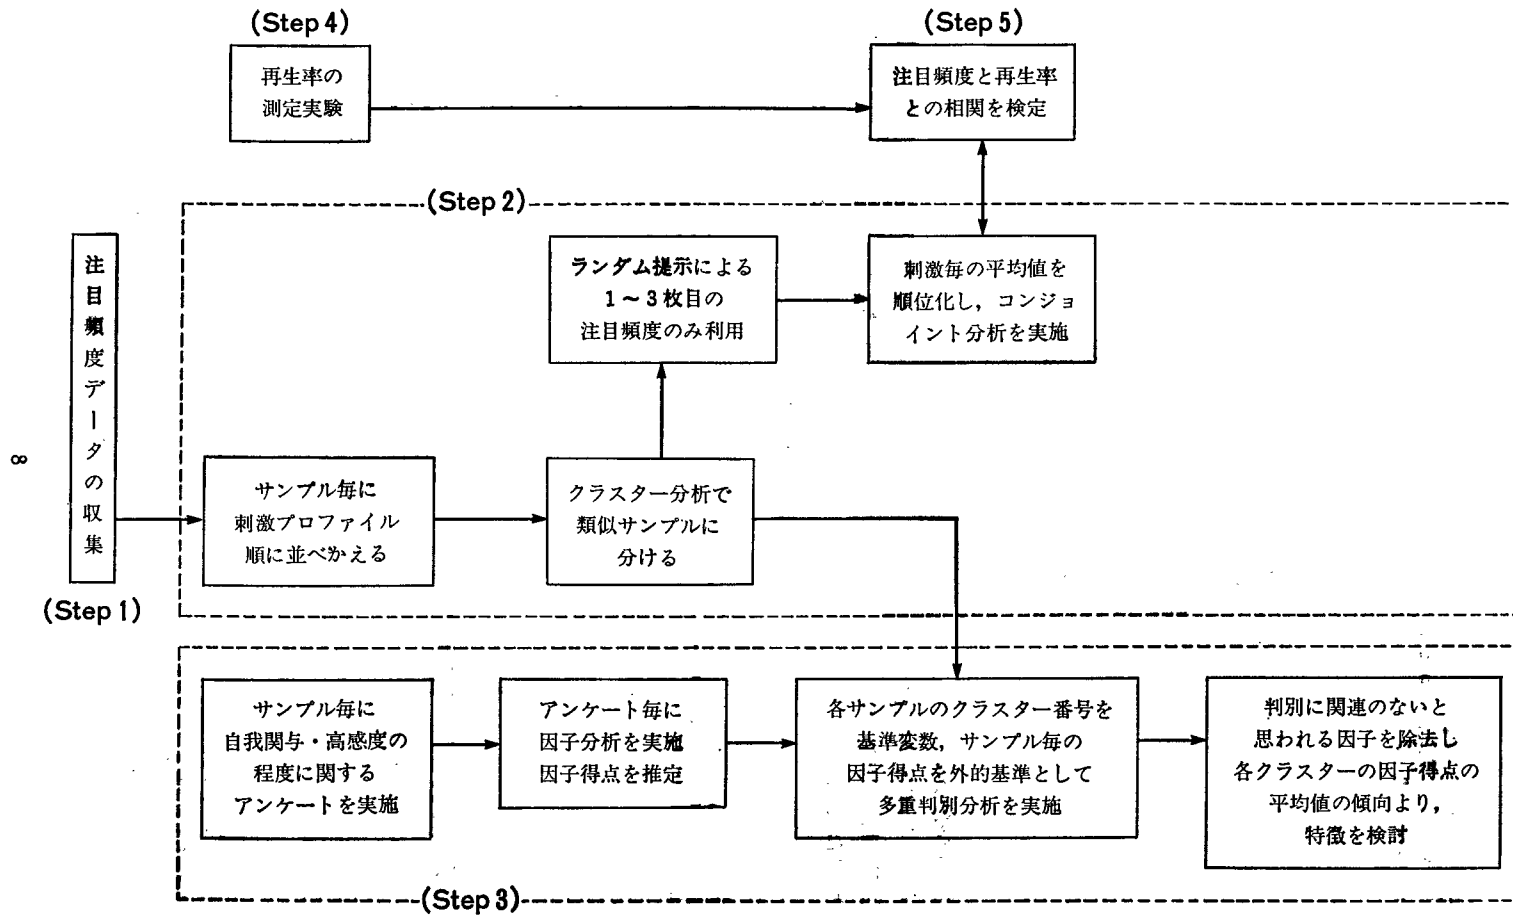 (Step 4)
再生率の
測定実験
(Step 5)
注目頻度と再生率
との相関を検定
(Step 2)
注目頻度データの収集
(Step 1)
ランダム提示による
1～3枚目の
注目頻度のみ利用
刺激毎の平均値を
順位化し，コンジョ
イント分析を実施
8
サンプル毎に
刺激プロファイル
順に並べかえる
クラスター分析で
類似サンプルに
分ける
サンプル毎に
自我関与・高感度の
程度に関する
アンケートを実施
アンケート毎に
因子分析を実施
因子得点を推定
各サンプルのクラスター番号を
基準変数，サンプル毎の
因子得点を外的基準として
多重判別分析を実施
判別に関連のないと
思われる因子を除去し
各クラスターの因子得点の
平均値の傾向より，
特徴を検討
(Step 3)